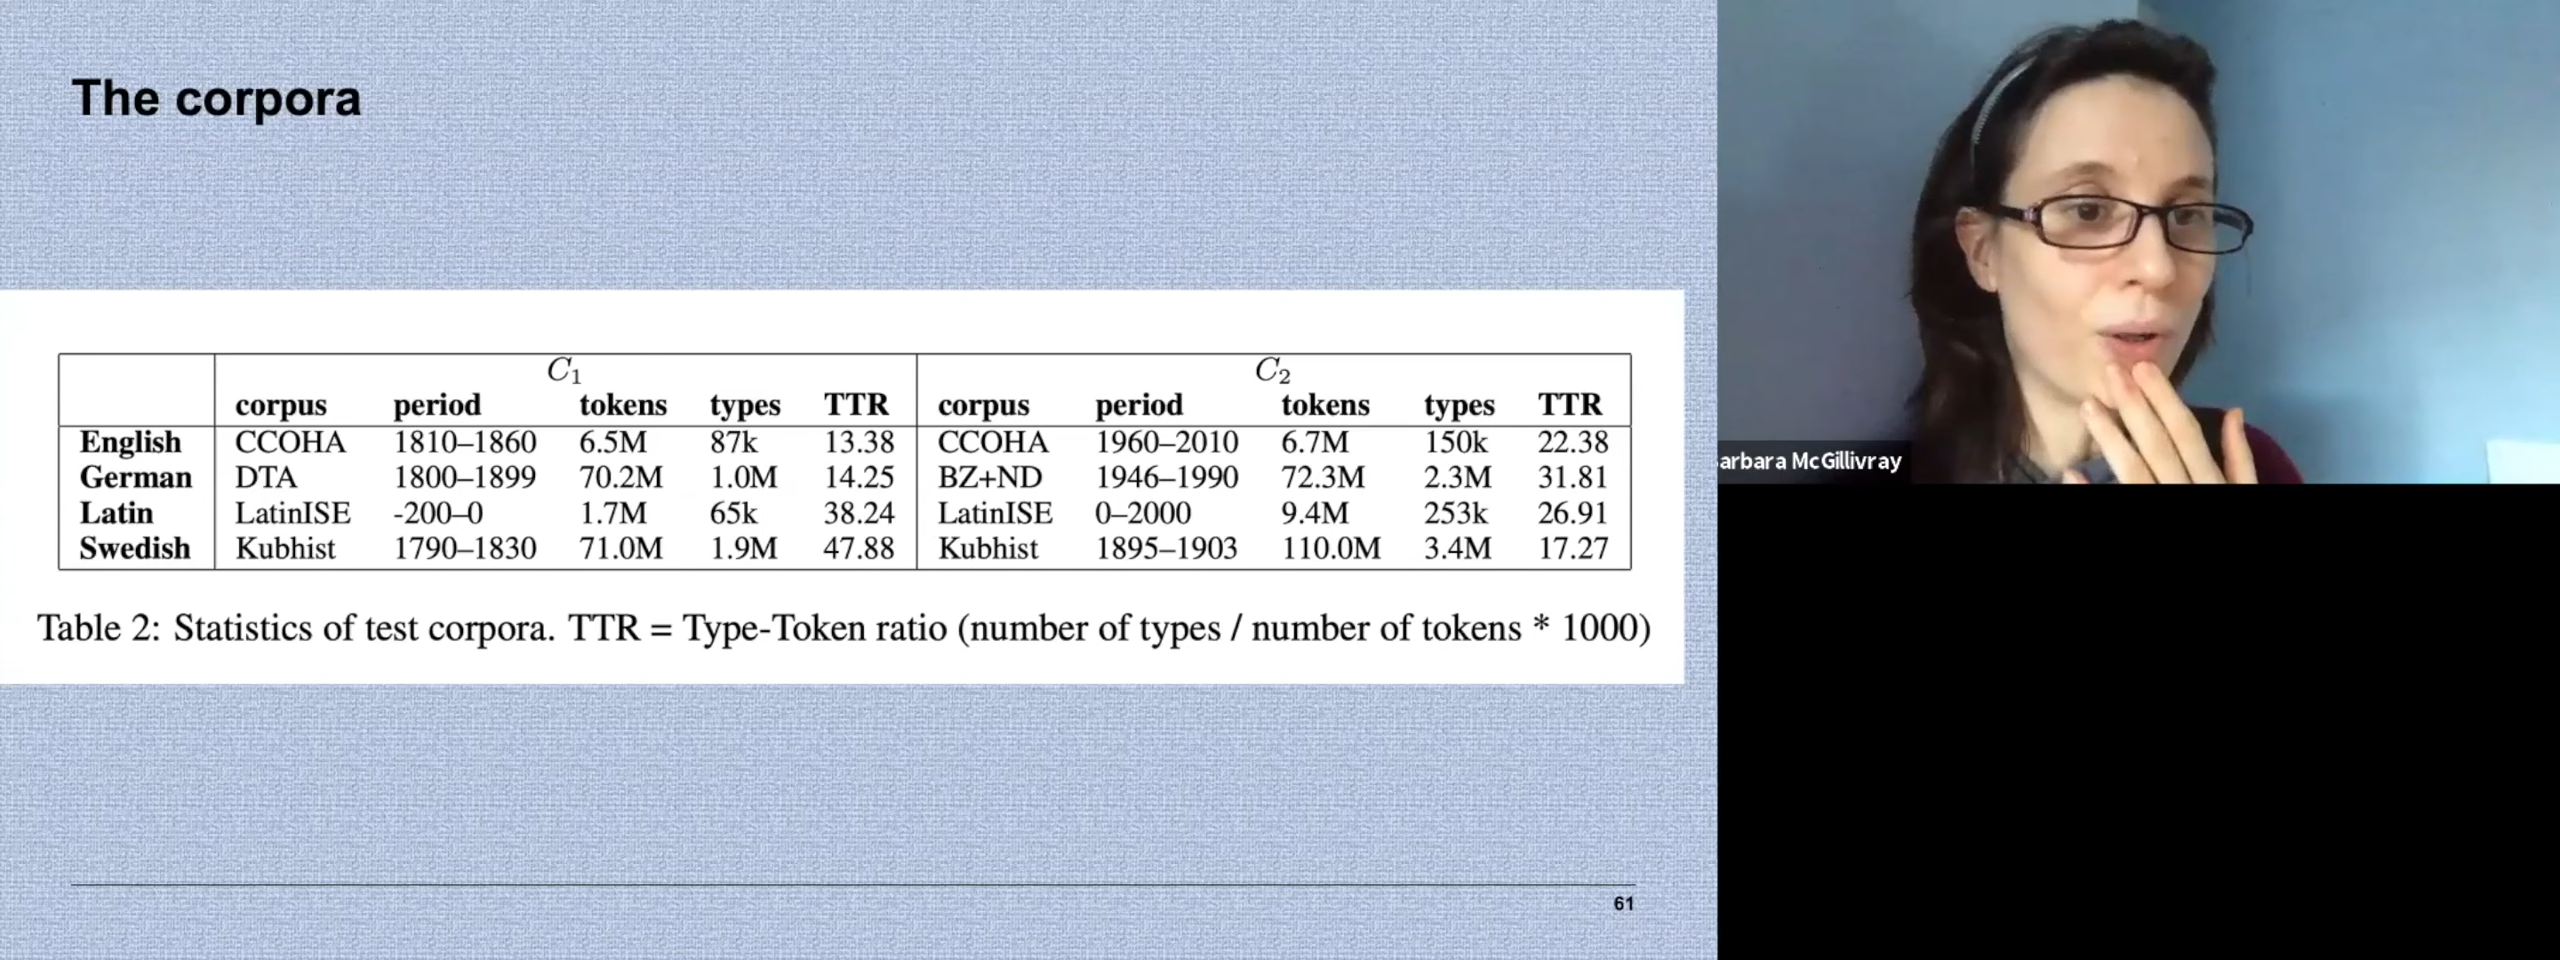 The corpora
C₁ C₂
corpus period tokens types TTR corpus period tokens types TTR
English CCOHA 1810–1860 6.5M 87k 13.38 CCOHA 1960–2010 6.7M 150k 22.38
German DTA 1800–1899 70.2M 1.0M 14.25 BZ+ND 1946–1990 72.3M 2.3M 31.81
Latin LatinISE -200–0 1.7M 65k 38.24 LatinISE 0–2000 9.4M 253k 26.91
Swedish Kubhist 1790–1830 71.0M 1.9M 47.88 Kubhist 1895–1903 110.0M 3.4M 17.27
Table 2: Statistics of test corpora. TTR = Type-Token ratio (number of types / number of tokens * 1000)
61
arbara McGillivray